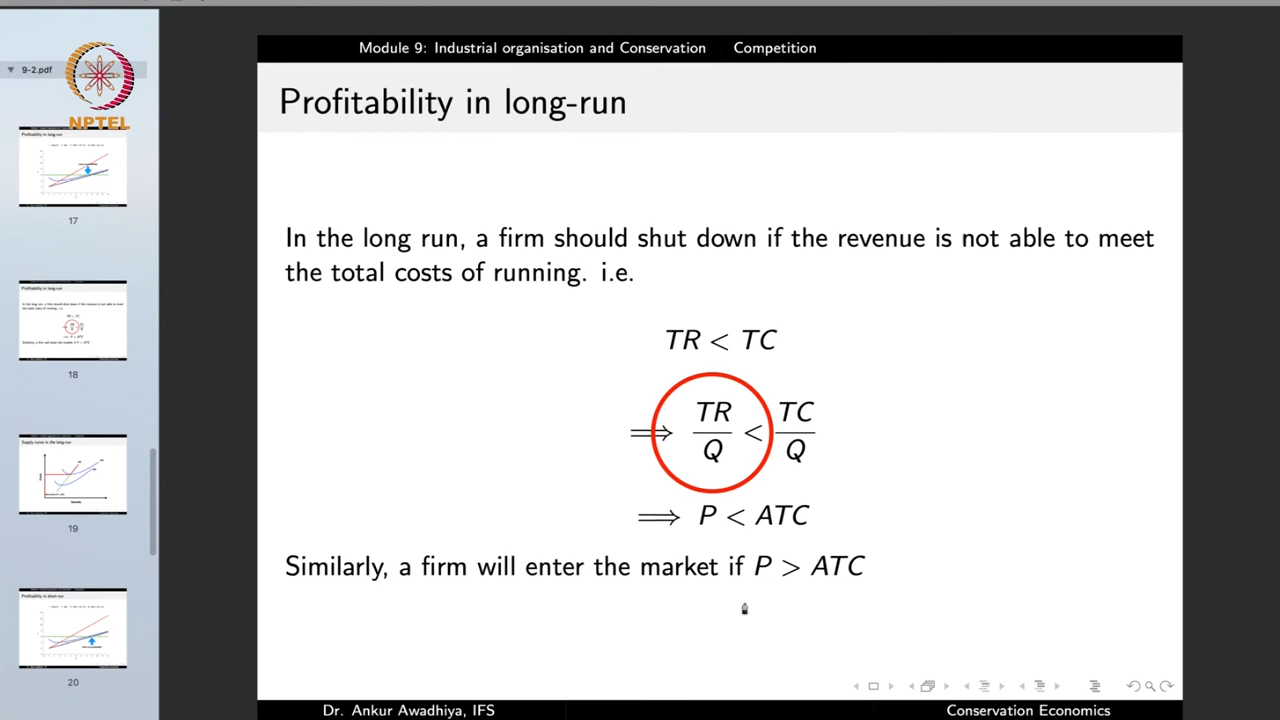 Module 9: Industrial organisation and Conservation Competition
9-2.pdf
NPTEL
Profitability in long-run
In the long run, a firm should shut down if the revenue is not able to meet
the total costs of running. i.e.
TR < TC
⟹ TR/Q < TC/Q
⟹ P < ATC
Similarly, a firm will enter the market if P > ATC
17
18
19
20
Dr. Ankur Awadhiya, IFS Conservation Economics